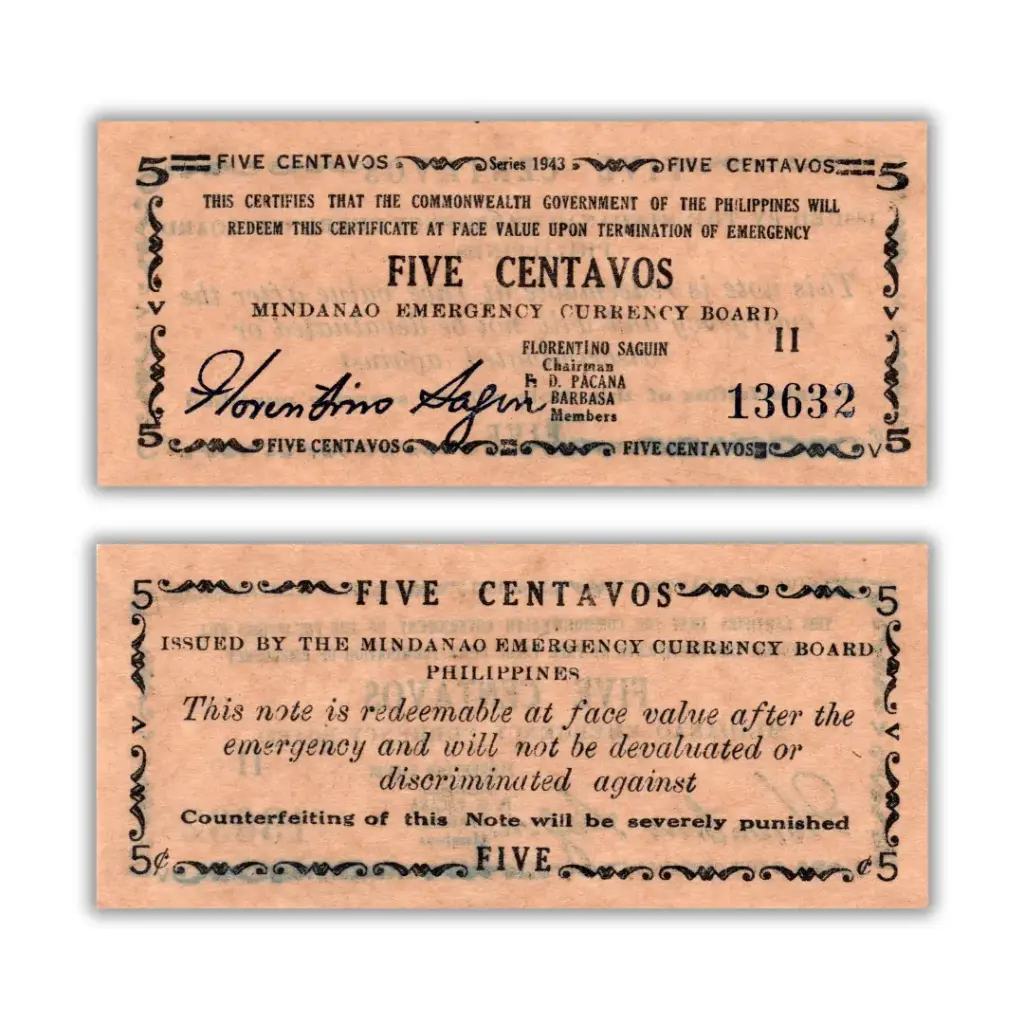 5 FIVE CENTAVOS Series 1943 FIVE CENTAVOS 5
THIS CERTIFIES THAT THE COMMONWEALTH GOVERNMENT OF THE PHILIPPINES WILL
REDEEM THIS CERTIFICATE AT FACE VALUE UPON TERMINATION OF EMERGENCY
FIVE CENTAVOS
V MINDANAO EMERGENCY CURRENCY BOARD V
II
FLORENTINO SAGUIN
Chairman
D. PACANA
BARBASA
Members
Florentino Saguin
13632
5 FIVE CENTAVOS FIVE CENTAVOS V 5
5 FIVE CENTAVOS 5
ISSUED BY THE MINDANAO EMERGENCY CURRENCY BOARD
PHILIPPINES
This note is redeemable at face value after the
V emergency and will not be devaluated or V
discriminated against
Counterfeiting of this Note will be severely punished
5¢ FIVE ¢5